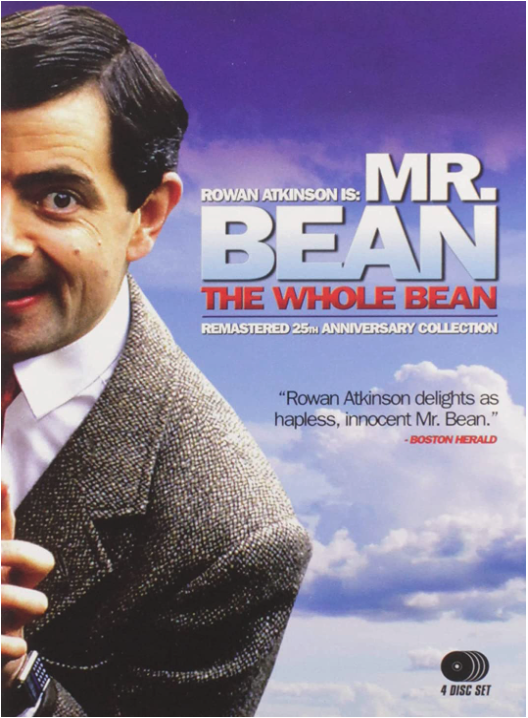 ROWAN ATKINSON IS: MR.
BEAN
THE WHOLE BEAN
REMASTERED 25TH ANNIVERSARY COLLECTION
“Rowan Atkinson delights as
hapless, innocent Mr. Bean.”
- BOSTON HERALD
4 DISC SET